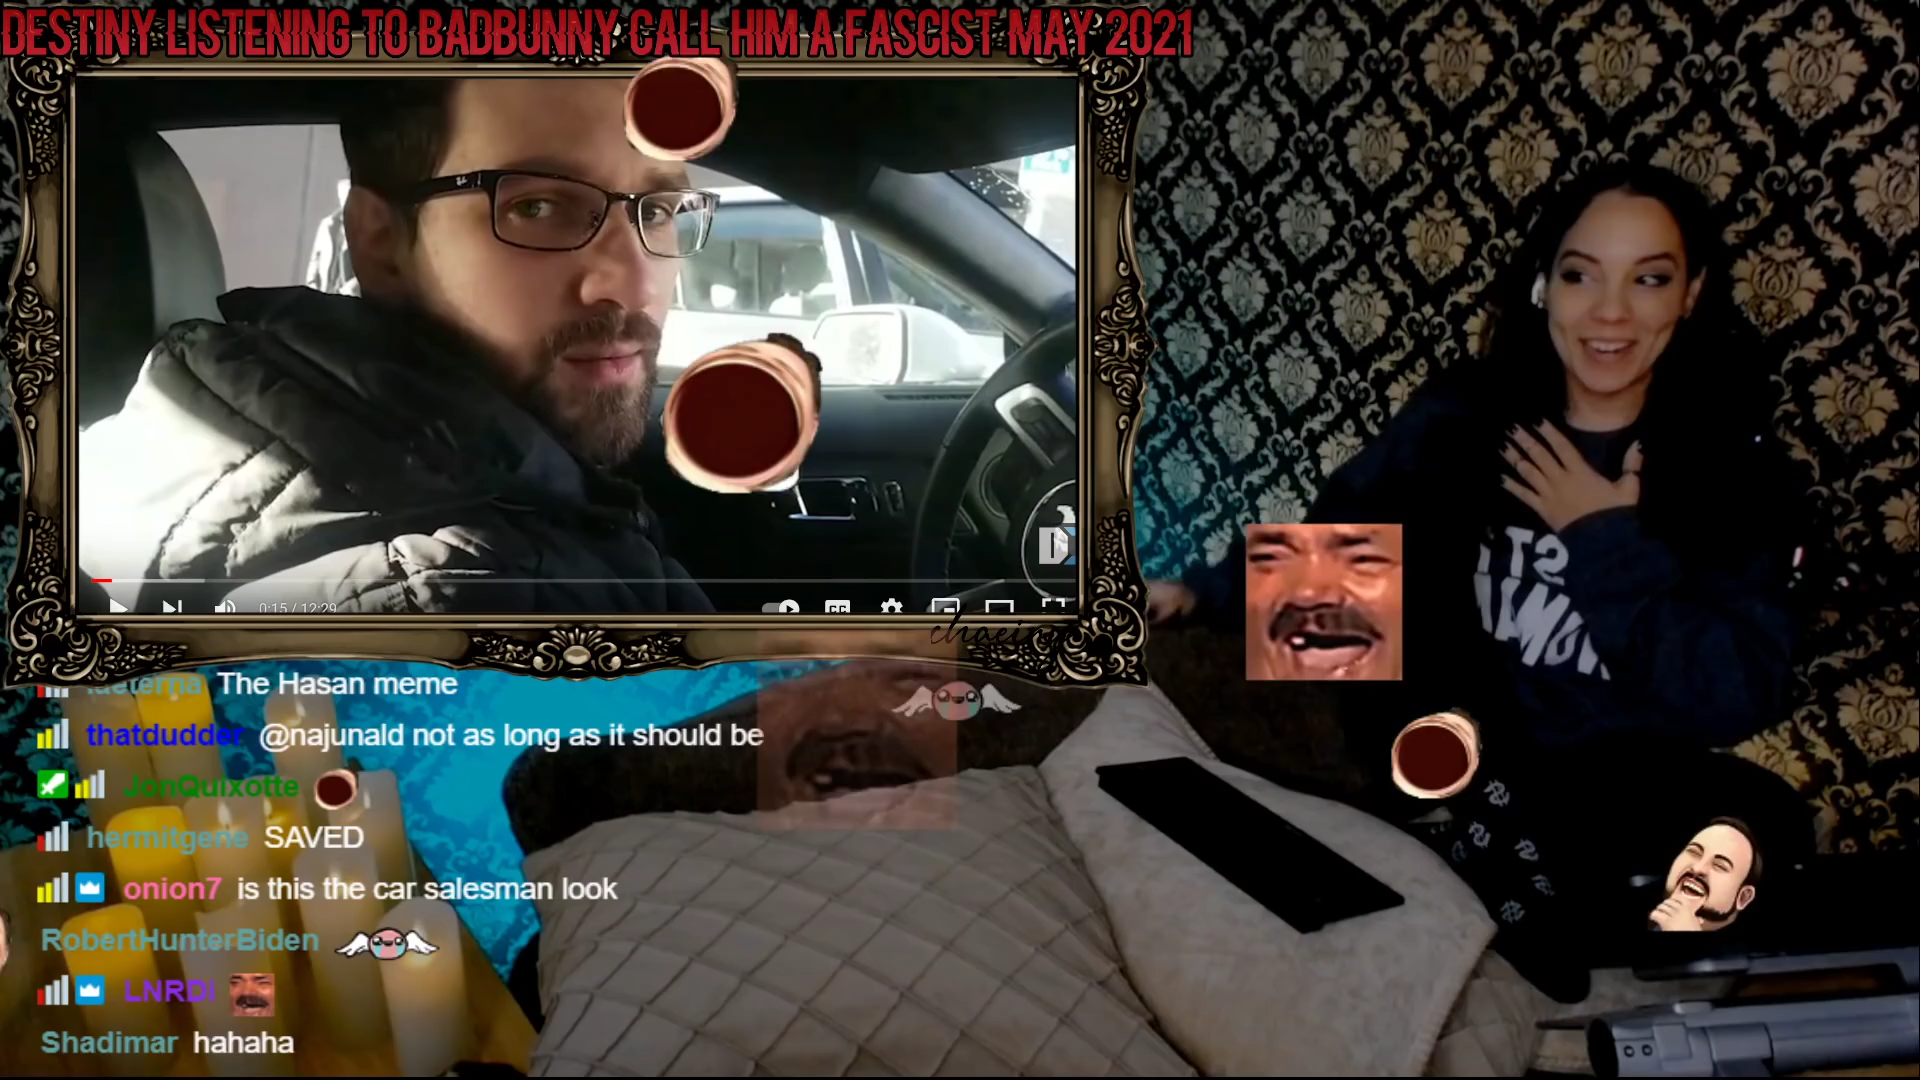 DESTINY LISTENING TO BADBUNNY CALL HIM A FASCIST MAY 2021
0:15 / 12:29
The Hasan meme
thatdudder @najunald not as long as it should be
JonQuixotte
hermitgene SAVED
onion7 is this the car salesman look
RobertHunterBiden
LNRDi
Shadimar hahaha